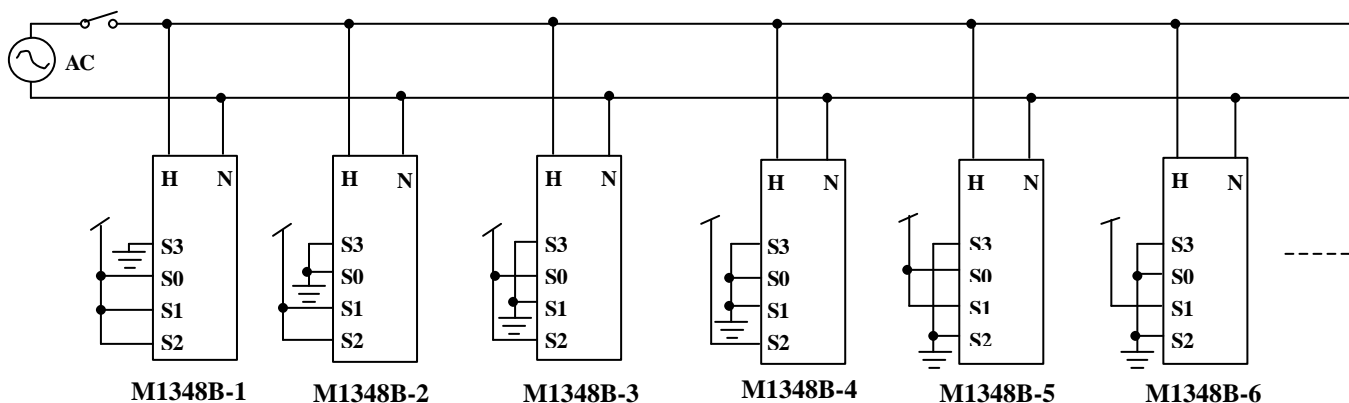 AC
H N
S3
S0
S1
S2
M1348B-1
H N
S3
S0
S1
S2
M1348B-2
H N
S3
S0
S1
S2
M1348B-3
H N
S3
S0
S1
S2
M1348B-4
H N
S3
S0
S1
S2
M1348B-5
H N
S3
S0
S1
S2
M1348B-6